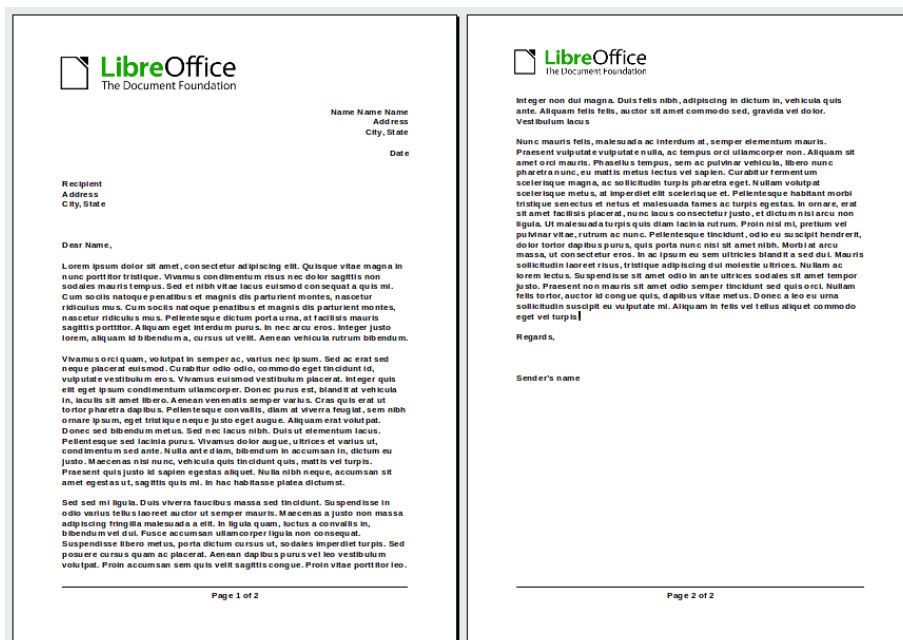 LibreOffice
The Document Foundation
Name Name Name
Address
City, State
Date
Recipient
Address
City, State
Dear Name,
Lorem ipsum dolor sit amet, consectetur adipiscing elit. Quisque vitae magna in
nunc porttitor tristique. Vivamus condimentum risus nec dolor sagittis non
sodales mauris tempus. Sed et nibh vitae lacus euismod consequat a quis mi.
Cum sociis natoque penatibus et magnis dis parturient montes, nascetur
ridiculus mus. Cum sociis natoque penatibus et magnis dis parturient montes,
nascetur ridiculus mus. Pellentesque dictum porta urna, at facilisis mauris
sagittis porttitor. Aliquam eget interdum purus. In nec arcu eros. Integer justo
lorem, aliquam id bibendum a, cursus ut velit. Aenean vehicula rutrum bibendum.
Vivamus orci quam, volutpat in semper ac, varius nec ipsum. Sed ac erat sed
neque placerat euismod. Curabitur odio odio, commodo eget tincidunt id,
vulputate vestibulum eros. Vivamus euismod vestibulum placerat. Integer quis
elit eget ipsum condimentum ullamcorper. Donec purus est, blandit at vehicula
in, iaculis sit amet libero. Aenean venenatis semper varius. Cras quis erat ut
tortor pharetra dapibus. Pellentesque convallis, diam at viverra feugiat, sem nibh
ornare ipsum, eget tristique neque justo eget augue. Aliquam erat volutpat.
Donec sed bibendum metus. Sed nec lacus nibh. Duis ut elementum lacus.
Pellentesque sed lacinia purus. Vivamus dolor augue, ultrices et varius ut,
condimentum sed ante. Nulla ante diam, bibendum in accumsan in, dictum eu
justo. Maecenas nisl nunc, vehicula quis tincidunt quis, mattis vel turpis.
Praesent quis justo id sapien egestas aliquet. Nulla nibh neque, accumsan sit
amet egestas ut, sagittis quis mi. In hac habitasse platea dictumst.
Sed sed mi ligula. Duis viverra faucibus massa sed tincidunt. Suspendisse in
odio varius tellus laoreet auctor ut semper mauris. Maecenas a justo non massa
adipiscing fringilla malesuada a elit. In ligula quam, luctus a convallis in,
bibendum vel dui. Fusce accumsan ullamcorper ligula non consequat.
Suspendisse libero metus, porta dictum cursus ut, sodales imperdiet turpis. Sed
posuere cursus quam ac placerat. Aenean dapibus purus vel leo vestibulum
volutpat. Proin accumsan sem quis velit sagittis congue. Proin vitae porttitor leo.
Page 1 of 2
LibreOffice
The Document Foundation
Integer non dui magna. Duis felis nibh, adipiscing in dictum in, vehicula quis
ante. Aliquam felis felis, auctor sit amet commodo sed, gravida vel dolor.
Vestibulum lacus
Nunc mauris felis, malesuada ac interdum at, semper elementum mauris.
Praesent vulputate vulputate nulla, ac tempus orci ullamcorper non. Aliquam sit
amet orci mauris. Phasellus tempus, sem ac pulvinar vehicula, libero nunc
pharetra nunc, eu mattis metus lectus vel sapien. Curabitur fermentum
scelerisque magna, ac sollicitudin turpis pharetra eget. Nullam volutpat
scelerisque metus, at imperdiet elit scelerisque et. Pellentesque habitant morbi
tristique senectus et netus et malesuada fames ac turpis egestas. In ornare, erat
sit amet facilisis placerat, nunc lacus consectetur justo, et dictum nisi arcu non
ligula. Ut malesuada turpis quis diam lacinia rutrum. Proin nisl mi, pretium vel
pulvinar vitae, rutrum ac nunc. Pellentesque tincidunt, odio eu suscipit hendrerit,
dolor tortor dapibus purus, quis porta nunc nisi sit amet nibh. Morbi at arcu
massa, ut consectetur eros. In ac ipsum eu sem ultricies blandit a sed dui. Mauris
sollicitudin laoreet risus, tristique adipiscing dui molestie ultrices. Nullam ac
lorem lectus. Suspendisse sit amet odio in ante ultrices sodales sit amet tempor
justo. Praesent non mauris sit amet odio semper tincidunt sed quis orci. Nullam
felis tortor, auctor id congue quis, dapibus vitae metus. Donec a leo eu urna
sollicitudin suscipit eu vulputate mi. Aliquam in felis vel tellus aliquet commodo
eget vel turpis
Regards,
Sender's name
Page 2 of 2